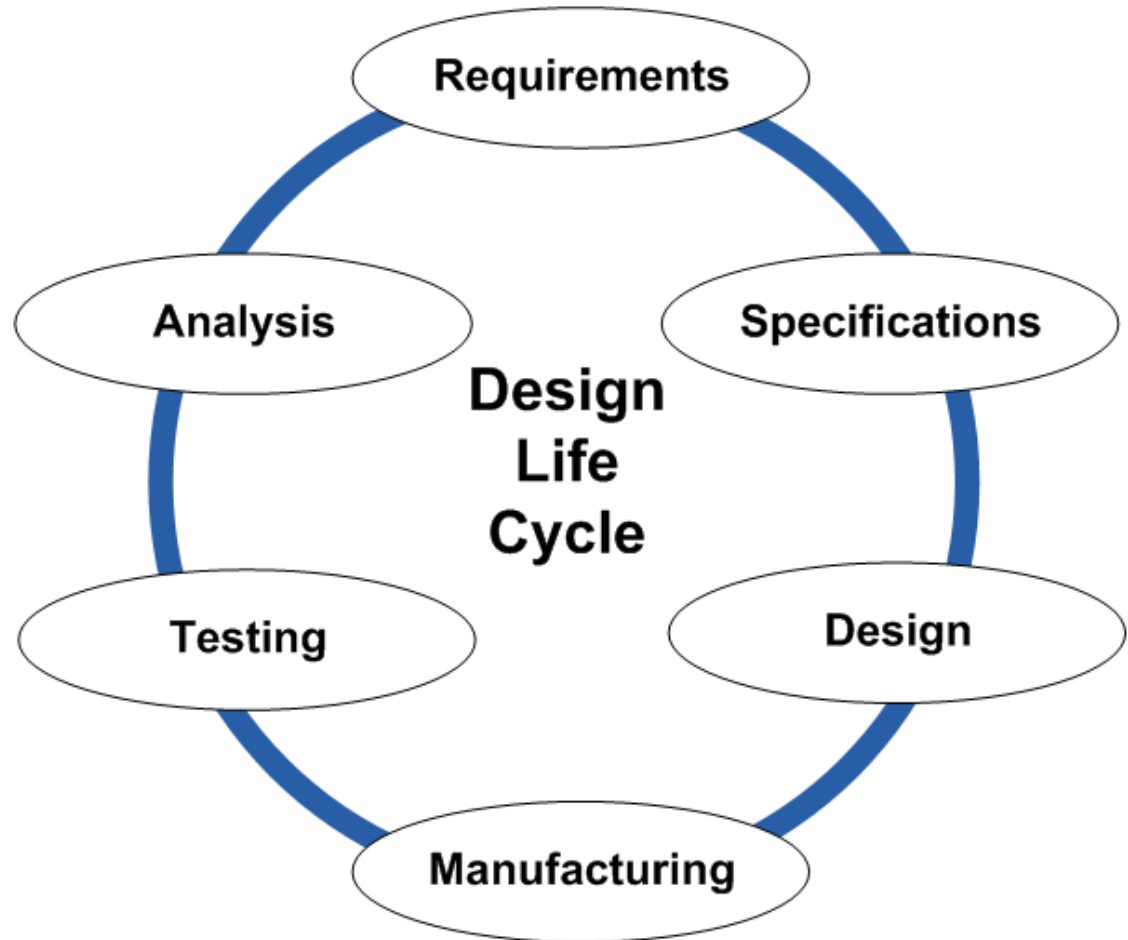 Requirements
Analysis
Specifications
Design
Life
Cycle
Testing
Design
Manufacturing